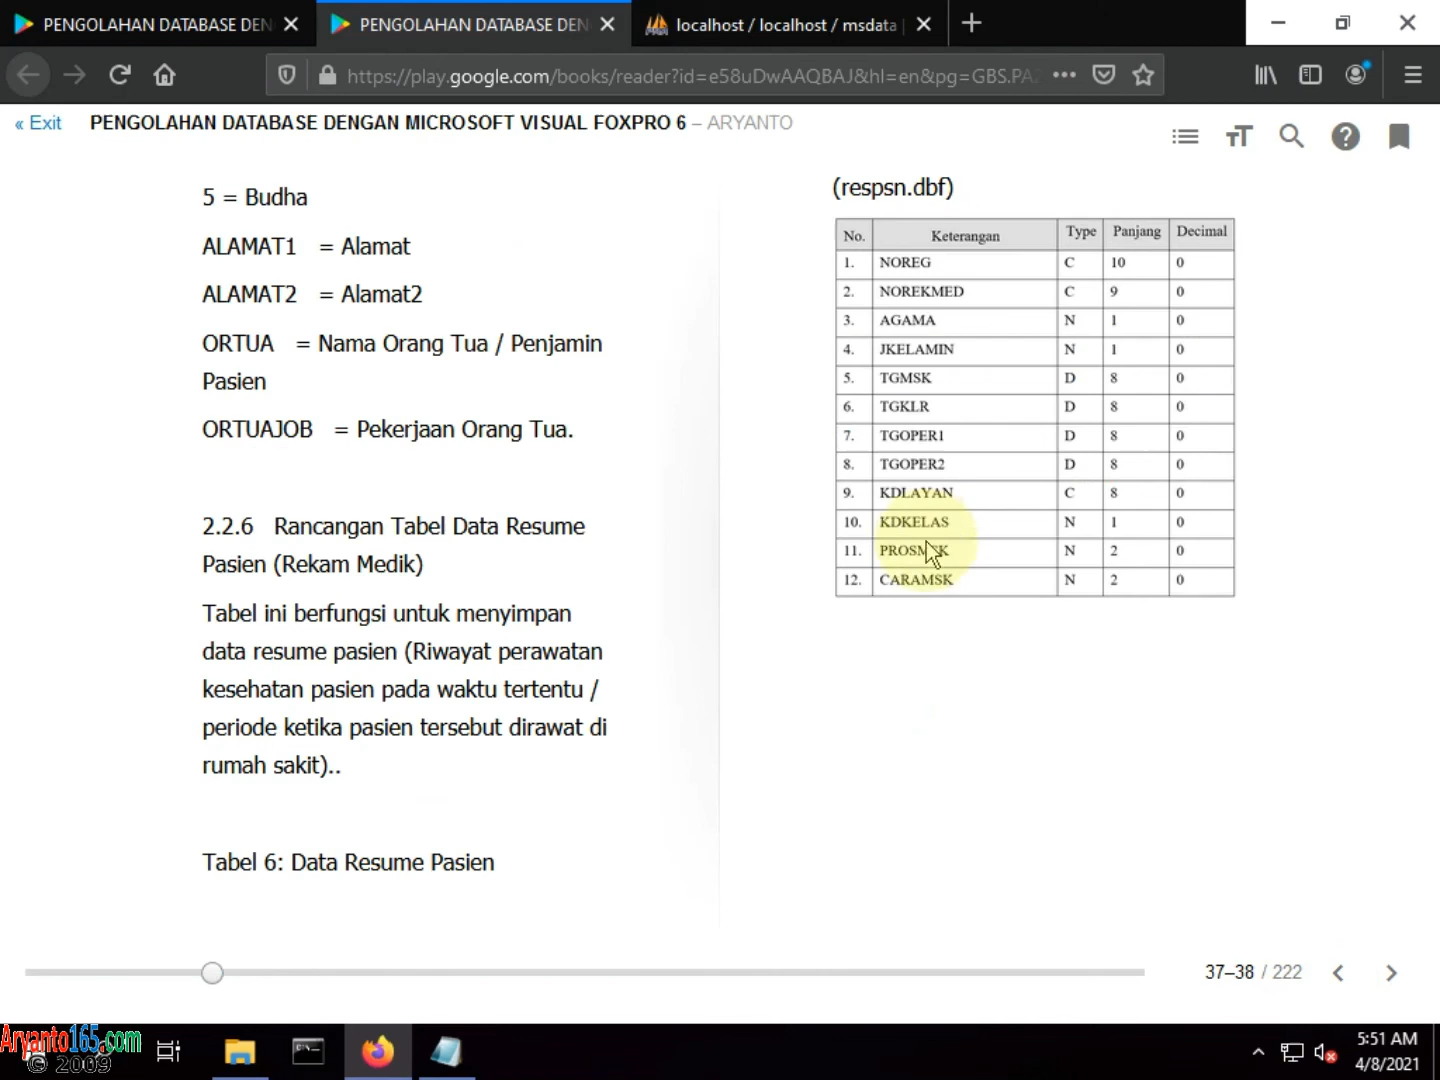 PENGOLAHAN DATABASE DEN
PENGOLAHAN DATABASE DEN
localhost / localhost / msdata |
https://play.google.com/books/reader?id=e58uDwAAQBAJ&hl=en&pg=GBS.PA
« Exit PENGOLAHAN DATABASE DENGAN MICROSOFT VISUAL FOXPRO 6 – ARYANTO
5 = Budha
ALAMAT1 = Alamat
ALAMAT2 = Alamat2
ORTUA = Nama Orang Tua / Penjamin
Pasien
ORTUAJOB = Pekerjaan Orang Tua.
2.2.6 Rancangan Tabel Data Resume
Pasien (Rekam Medik)
Tabel ini berfungsi untuk menyimpan
data resume pasien (Riwayat perawatan
kesehatan pasien pada waktu tertentu /
periode ketika pasien tersebut dirawat di
rumah sakit)..
Tabel 6: Data Resume Pasien
(respsn.dbf)
No. Keterangan Type Panjang Decimal
1. NOREG C 10 0
2. NOREKMED C 9 0
3. AGAMA N 1 0
4. JKELAMIN N 1 0
5. TGMSK D 8 0
6. TGKLR D 8 0
7. TGOPER1 D 8 0
8. TGOPER2 D 8 0
9. KDLAYAN C 8 0
10. KDKELAS N 1 0
11. PROSMSK N 2 0
12. CARAMSK N 2 0
37–38 / 222
Aryanto165.com
© 2009
5:51 AM
4/8/2021